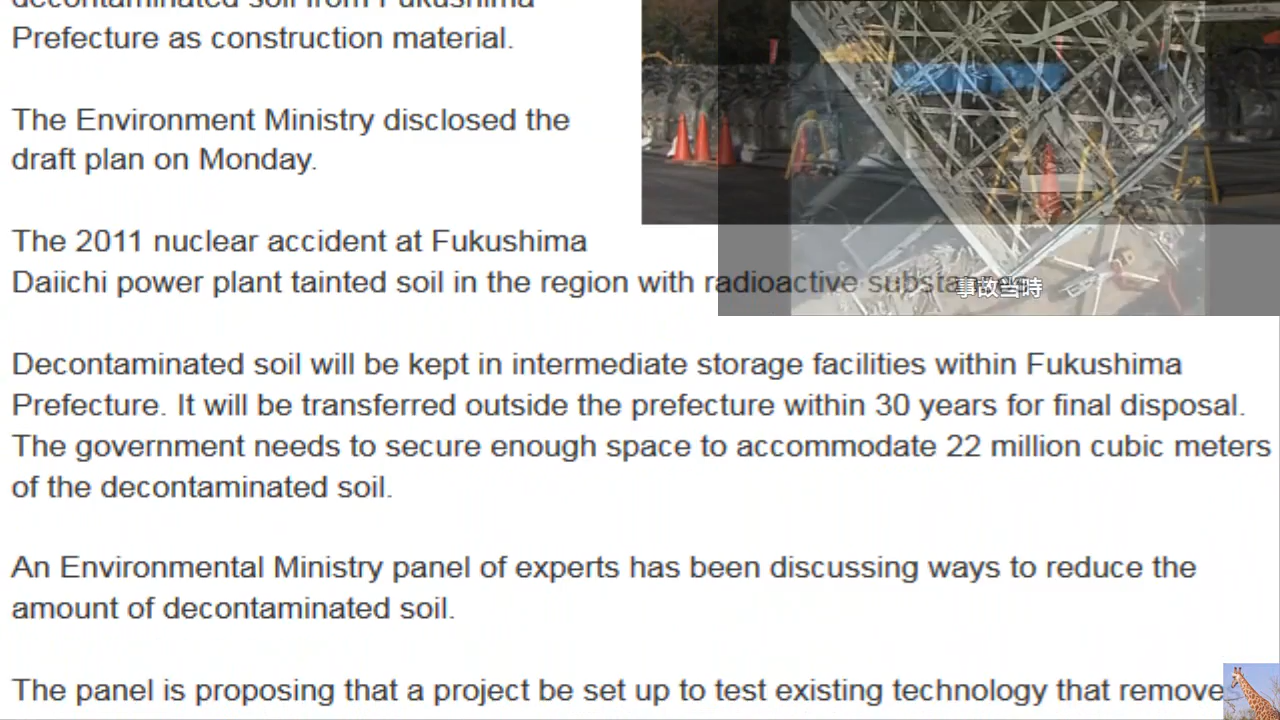 decontaminated soil from Fukushima
Prefecture as construction material.
The Environment Ministry disclosed the
draft plan on Monday.
The 2011 nuclear accident at Fukushima
Daiichi power plant tainted soil in the region with radioactive
事故当時
Decontaminated soil will be kept in intermediate storage facilities within Fukushima
Prefecture. It will be transferred outside the prefecture within 30 years for final disposal.
The government needs to secure enough space to accommodate 22 million cubic meters
of the decontaminated soil.
An Environmental Ministry panel of experts has been discussing ways to reduce the
amount of decontaminated soil.
The panel is proposing that a project be set up to test existing technology that remove